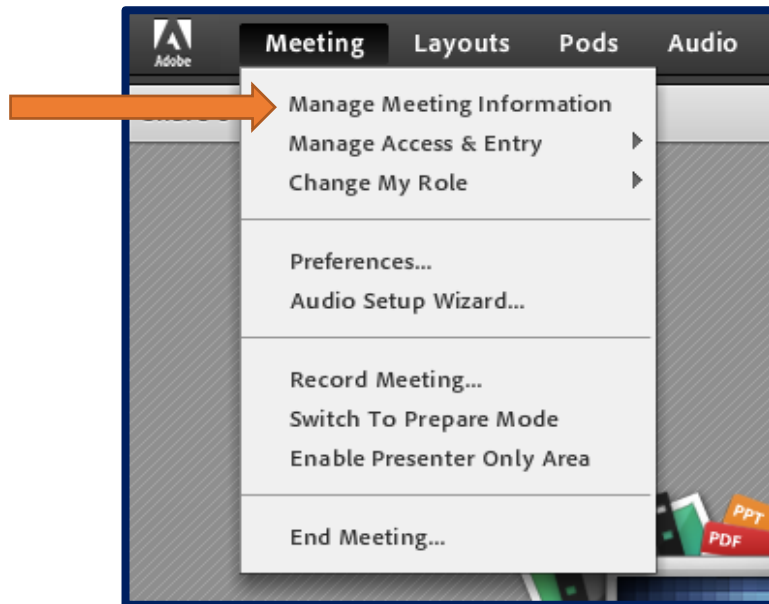 Adobe
Meeting Layouts Pods Audio
Manage Meeting Information
Manage Access & Entry
Change My Role
Preferences...
Audio Setup Wizard...
Record Meeting...
Switch To Prepare Mode
Enable Presenter Only Area
End Meeting...
PPT
PDF